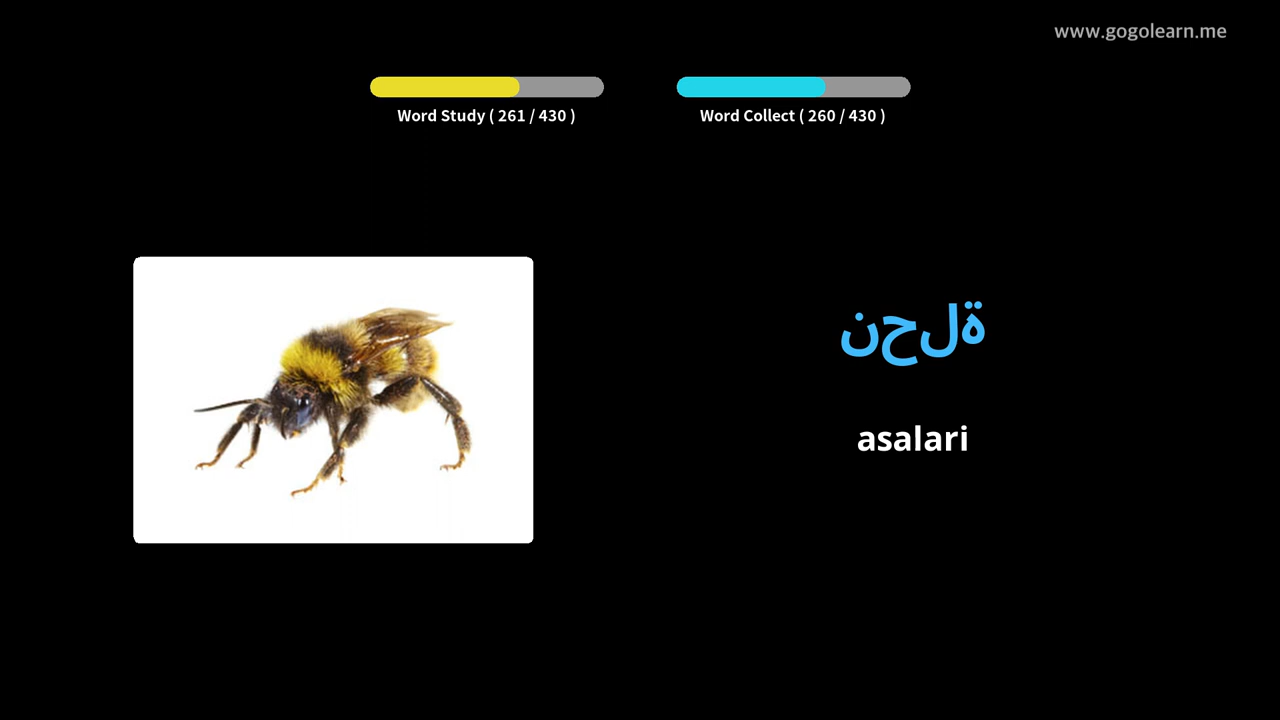 www.gogolearn.me
Word Study ( 261 / 430 )
Word Collect ( 260 / 430 )
نحلة
asalari